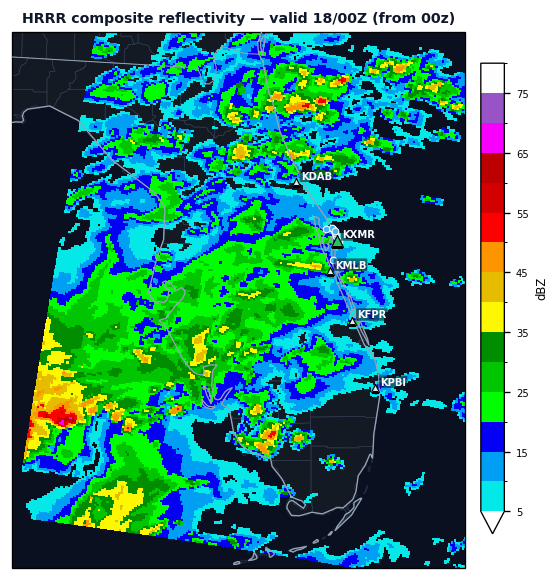 HRRR composite reflectivity — valid 18/00Z (from 00z)
75
65
55
45
35
25
15
5
dBZ
KDAB
KXMR
KMLB
KFPR
KPBI